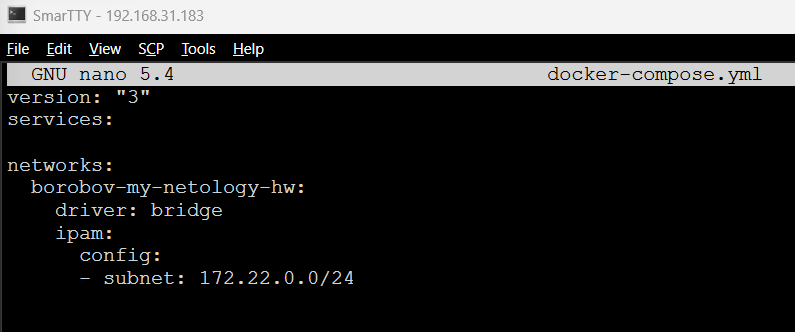 SmarTTY - 192.168.31.183
File Edit View SCP Tools Help
GNU nano 5.4 docker-compose.yml
version: "3"
services:
networks:
borobov-my-netology-hw:
driver: bridge
ipam:
config:
- subnet: 172.22.0.0/24